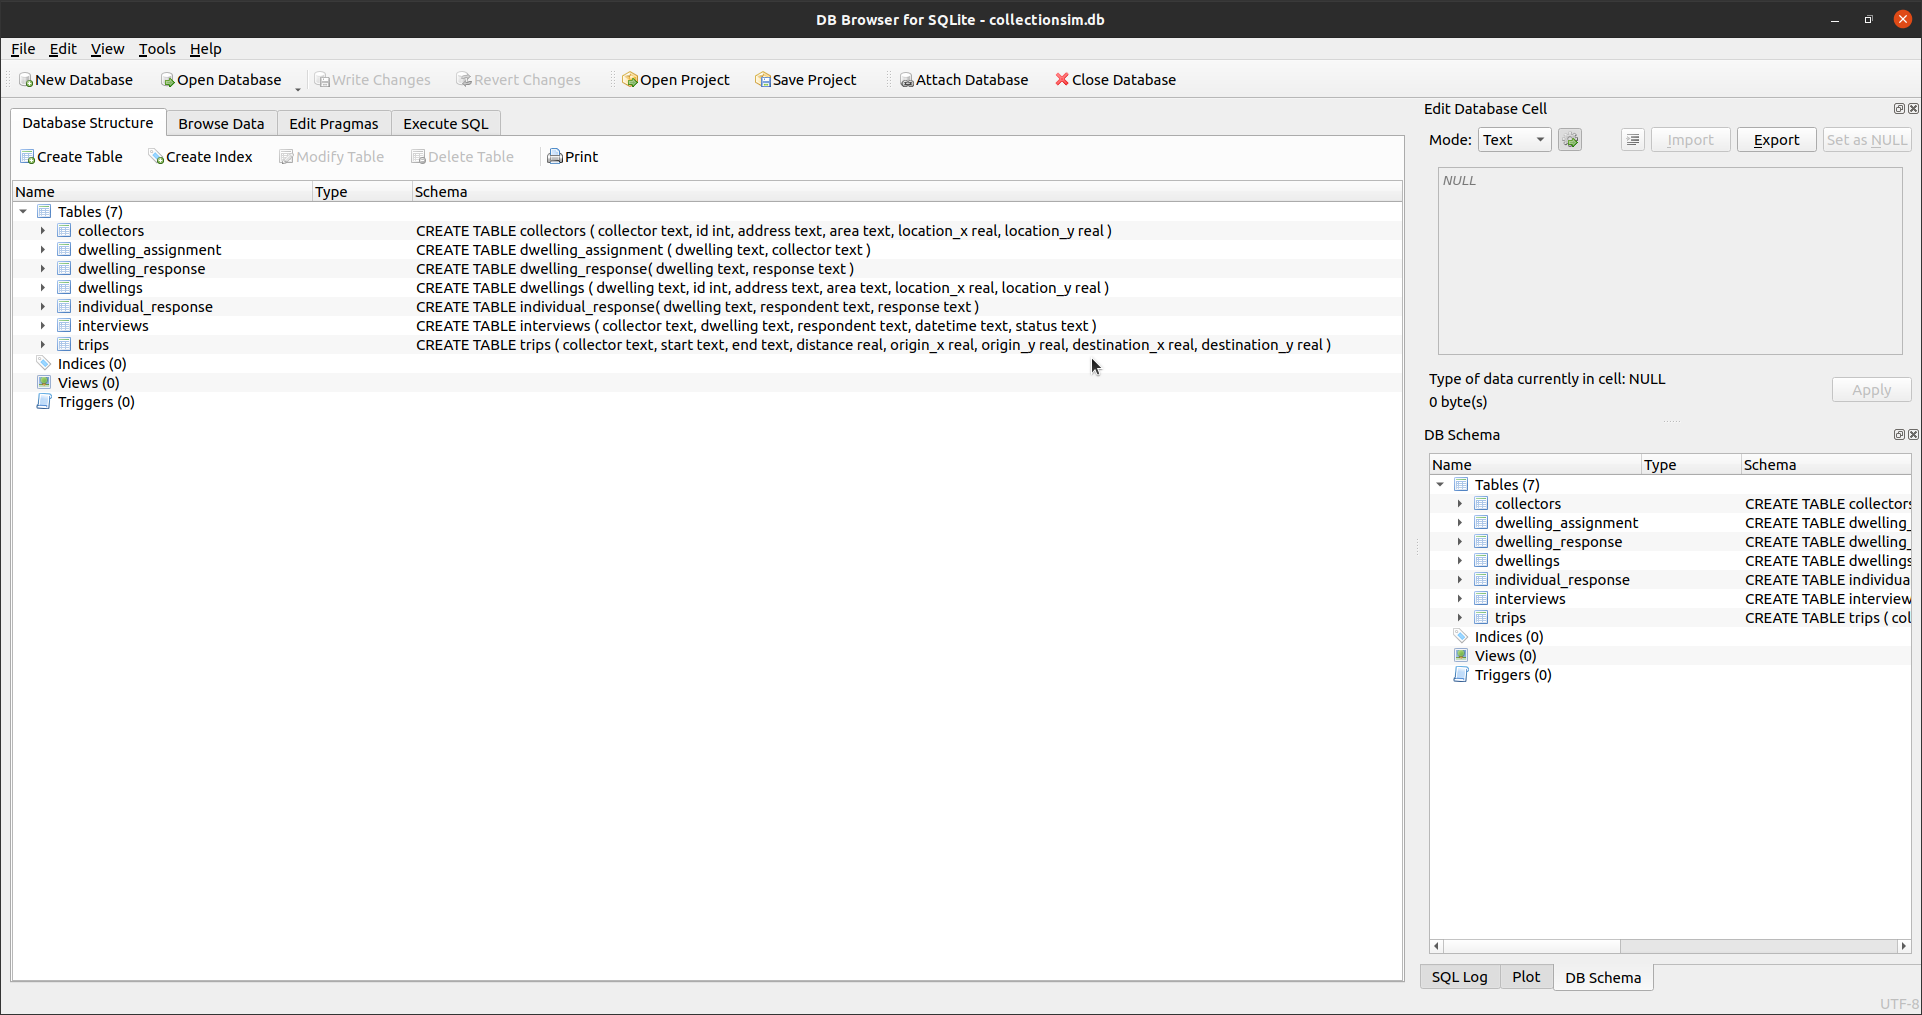 DB Browser for SQLite - collectionsim.db
File Edit View Tools Help
New Database Open Database Write Changes Revert Changes Open Project Save Project Attach Database Close Database
Database Structure Browse Data Edit Pragmas Execute SQL
Create Table Create Index Modify Table Delete Table Print
Name Type Schema
Tables (7)
collectors CREATE TABLE collectors ( collector text, id int, address text, area text, location_x real, location_y real )
dwelling_assignment CREATE TABLE dwelling_assignment ( dwelling text, collector text )
dwelling_response CREATE TABLE dwelling_response( dwelling text, response text )
dwellings CREATE TABLE dwellings ( dwelling text, id int, address text, area text, location_x real, location_y real )
individual_response CREATE TABLE individual_response( dwelling text, respondent text, response text )
interviews CREATE TABLE interviews ( collector text, dwelling text, respondent text, datetime text, status text )
trips CREATE TABLE trips ( collector text, start text, end text, distance real, origin_x real, origin_y real, destination_x real, destination_y real )
Indices (0)
Views (0)
Triggers (0)
Edit Database Cell
Mode: Text Import Export Set as NULL
NULL
Type of data currently in cell: NULL
0 byte(s)
Apply
DB Schema
Name Type Schema
Tables (7)
collectors CREATE TABLE collectors
dwelling_assignment CREATE TABLE dwelling_
dwelling_response CREATE TABLE dwelling_
dwellings CREATE TABLE dwellings
individual_response CREATE TABLE individua
interviews CREATE TABLE interview
trips CREATE TABLE trips ( col
Indices (0)
Views (0)
Triggers (0)
SQL Log Plot DB Schema
UTF-8